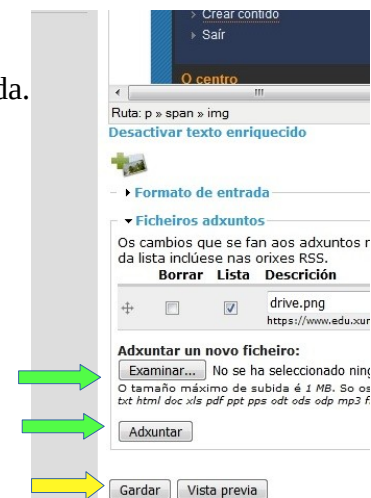 Crear contido
Saír
O centro
da.
Ruta: p » span » img
Desactivar texto enriquecido
Formato de entrada
Ficheiros adxuntos
Os cambios que se fan aos adxuntos
da lista inclúese nas orixes RSS.
Borrar Lista Descrición
drive.png
https://www.edu.xun
Adxuntar un novo ficheiro:
Examinar... No se ha seleccionado ning
O tamaño máximo de subida é 1 MB. So os
txt html doc xls pdf ppt pps odt ods odp mp3
Adxuntar
Gardar Vista previa